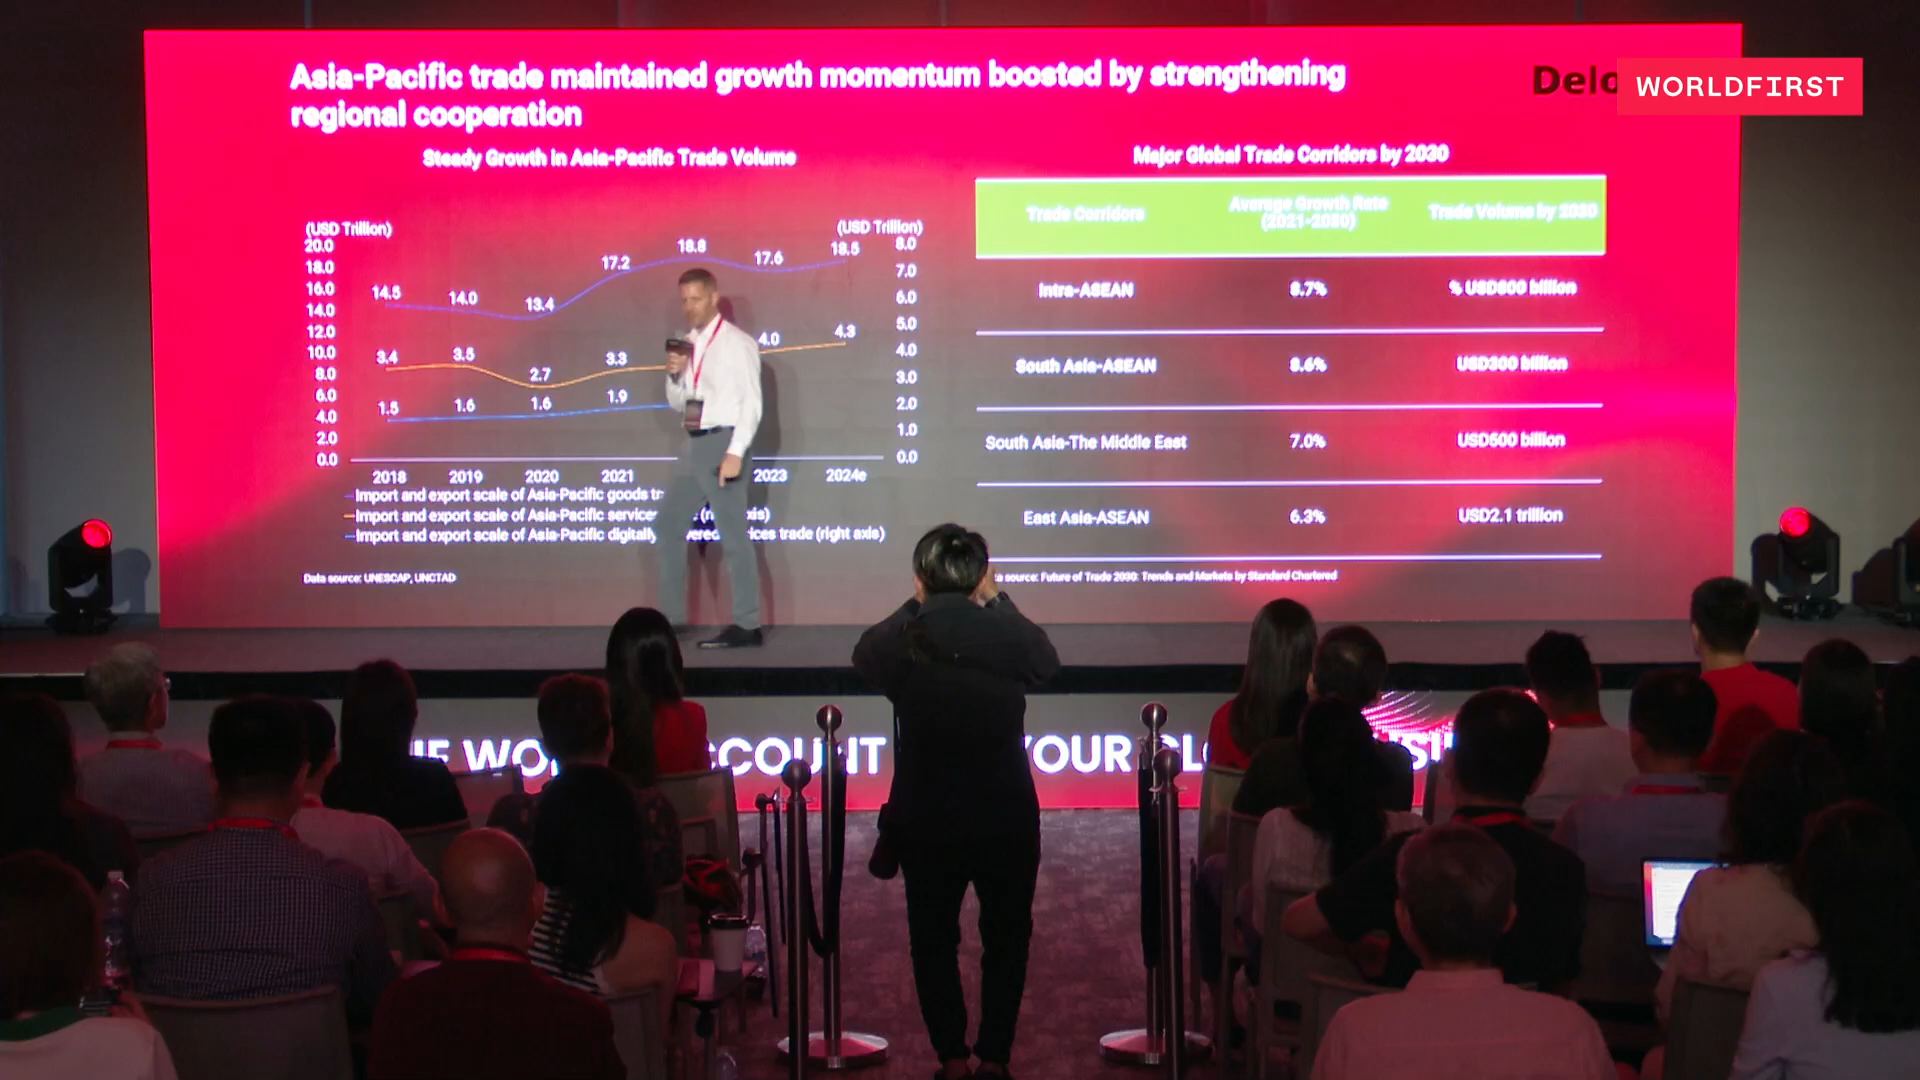 Asia-Pacific trade maintained growth momentum boosted by strengthening
regional cooperation
Delo
WORLDFIRST
Steady Growth in Asia-Pacific Trade Volume
(USD Trillion)
(USD Trillion)
20.0
18.0
16.0
14.0
12.0
10.0
8.0
6.0
4.0
2.0
0.0
14.5 14.0 13.4 17.2 18.8 17.6 18.5
3.4 3.5 2.7 3.3 4.0 4.3
1.5 1.6 1.6 1.9
8.0
7.0
6.0
5.0
4.0
3.0
2.0
1.0
0.0
2018 2019 2020 2021 2023 2024e
Import and export scale of Asia-Pacific goods
Import and export scale of Asia-Pacific services
Import and export scale of Asia-Pacific digitally trade (right axis)
Data source: UNESCAP, UNCTAD
Major Global Trade Corridors by 2030
Trade Corridors Average Growth Rate Trade Volume by 2030
(2021-2030)
Intra-ASEAN 8.7% % USD800 billion
South Asia-ASEAN 8.6% USD300 billion
South Asia-The Middle East 7.0% USD500 billion
East Asia-ASEAN 6.3% USD2.1 trillion
source: Future of Trade 2030: Trends and Markets by Standard Chartered
YOUR